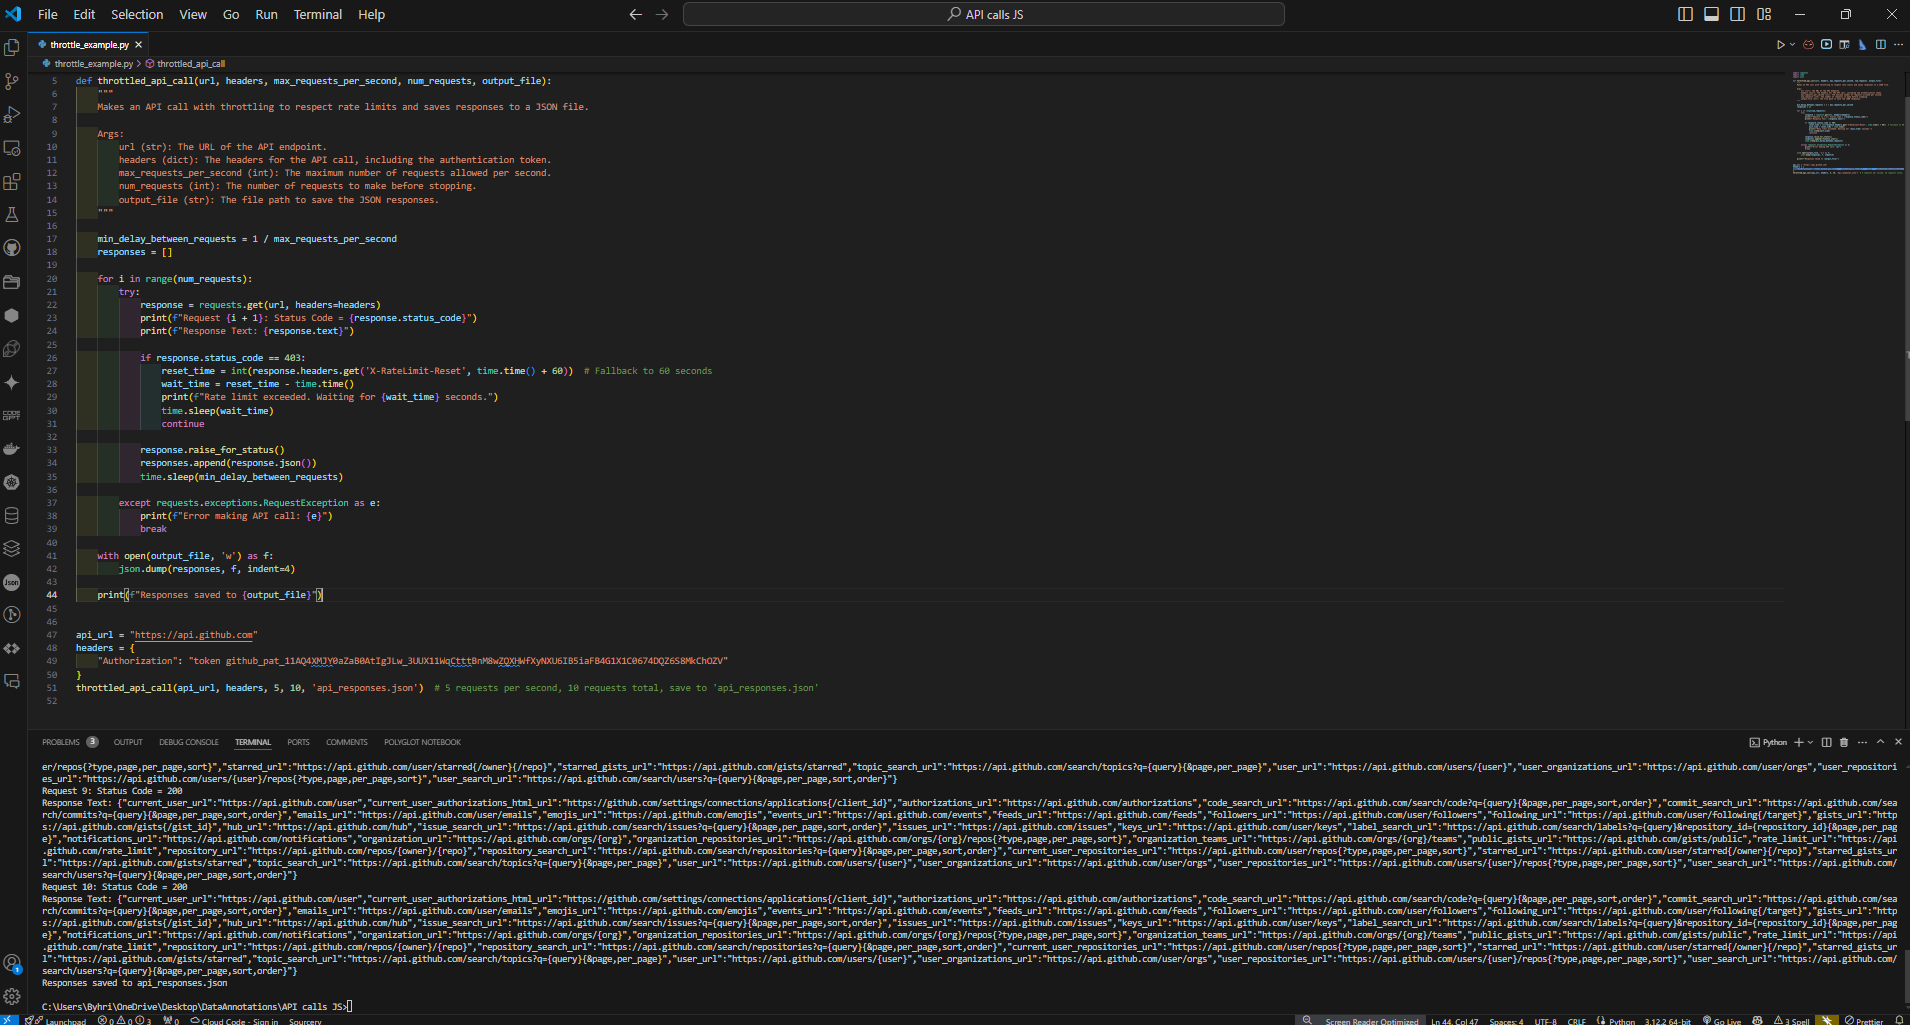 File Edit Selection View Go Run Terminal Help
API calls JS
throttle_example.py
throttle_example.py > throttled_api_call
5 def throttled_api_call(url, headers, max_requests_per_second, num_requests, output_file):
6 """
7 Makes an API call with throttling to respect rate limits and saves responses to a JSON file.
8
9 Args:
10 url (str): The URL of the API endpoint.
11 headers (dict): The headers for the API call, including the authentication token.
12 max_requests_per_second (int): The maximum number of requests allowed per second.
13 num_requests (int): The number of requests to make before stopping.
14 output_file (str): The file path to save the JSON responses.
15 """
16
17 min_delay_between_requests = 1 / max_requests_per_second
18 responses = []
19
20 for i in range(num_requests):
21 try:
22 response = requests.get(url, headers=headers)
23 print(f"Request {i + 1}: Status Code = {response.status_code}")
24 print(f"Response Text: {response.text}")
25
26 if response.status_code == 403:
27 reset_time = int(response.headers.get('X-RateLimit-Reset', time.time() + 60)) # Fallback to 60 seconds
28 wait_time = reset_time - time.time()
29 print(f"Rate limit exceeded. Waiting for {wait_time} seconds.")
30 time.sleep(wait_time)
31 continue
32
33 response.raise_for_status()
34 responses.append(response.json())
35 time.sleep(min_delay_between_requests)
36
37 except requests.exceptions.RequestException as e:
38 print(f"Error making API call: {e}")
39 break
40
41 with open(output_file, 'w') as f:
42 json.dump(responses, f, indent=4)
43
44 print(f"Responses saved to {output_file}")
45
46
47 api_url = "https://api.github.com"
48 headers = {
49 "Authorization": "token
50 }
51 throttled_api_call(api_url, headers, 5, 10, 'api_responses.json') # 5 requests per second, 10 requests total, save to 'api_responses.json'
52
PROBLEMS 3 OUTPUT DEBUG CONSOLE TERMINAL PORTS COMMENTS POLYGLOT NOTEBOOK
Python
er/repos{?type,page,per_page,sort}","starred_url":"https://api.github.com/user/starred{/owner}{/repo}","starred_gists_url":"https://api.github.com/gists/starred","topic_search_url":"https://api.github.com/search/topics?q={query}{&page,per_page}","user_url":"https://api.github.com/users/{user}","user_organizations_url":"https://api.github.com/user/orgs","user_repositori
es_url":"https://api.github.com/users/{user}/repos{?type,page,per_page,sort}","user_search_url":"https://api.github.com/search/users?q={query}{&page,per_page,sort,order}"}
Request 9: Status Code = 200
Response Text: {"current_user_url":"https://api.github.com/user","current_user_authorizations_html_url":"https://github.com/settings/connections/applications{/client_id}","authorizations_url":"https://api.github.com/authorizations","code_search_url":"https://api.github.com/search/code?q={query}{&page,per_page,sort,order}","commit_search_url":"https://api.github.com/sea
rch/commits?q={query}{&page,per_page,sort,order}","emails_url":"https://api.github.com/user/emails","emojis_url":"https://api.github.com/emojis","events_url":"https://api.github.com/events","feeds_url":"https://api.github.com/feeds","followers_url":"https://api.github.com/user/followers","following_url":"https://api.github.com/user/following{/target}","gists_url":"http
s://api.github.com/gists{/gist_id}","hub_url":"https://api.github.com/hub","issue_search_url":"https://api.github.com/search/issues?q={query}{&page,per_page,sort,order}","issues_url":"https://api.github.com/issues","keys_url":"https://api.github.com/user/keys","label_search_url":"https://api.github.com/search/labels?q={query}&repository_id={repository_id}{&page,per_pag
e}","notifications_url":"https://api.github.com/notifications","organization_url":"https://api.github.com/orgs/{org}","organization_repositories_url":"https://api.github.com/orgs/{org}/repos{?type,page,per_page,sort}","organization_teams_url":"https://api.github.com/orgs/{org}/teams","public_gists_url":"https://api.github.com/gists/public","rate_limit_url":"https://api
.github.com/rate_limit","repository_url":"https://api.github.com/repos/{owner}/{repo}","repository_search_url":"https://api.github.com/search/repositories?q={query}{&page,per_page,sort,order}","current_user_repositories_url":"https://api.github.com/user/repos{?type,page,per_page,sort}","starred_url":"https://api.github.com/user/starred{/owner}{/repo}","starred_gists_ur
l":"https://api.github.com/gists/starred","topic_search_url":"https://api.github.com/search/topics?q={query}{&page,per_page}","user_url":"https://api.github.com/users/{user}","user_organizations_url":"https://api.github.com/user/orgs","user_repositories_url":"https://api.github.com/users/{user}/repos{?type,page,per_page,sort}","user_search_url":"https://api.github.com/
search/users?q={query}{&page,per_page,sort,order}"}
Request 10: Status Code = 200
Response Text: {"current_user_url":"https://api.github.com/user","current_user_authorizations_html_url":"https://github.com/settings/connections/applications{/client_id}","authorizations_url":"https://api.github.com/authorizations","code_search_url":"https://api.github.com/search/code?q={query}{&page,per_page,sort,order}","commit_search_url":"https://api.github.com/sea
rch/commits?q={query}{&page,per_page,sort,order}","emails_url":"https://api.github.com/user/emails","emojis_url":"https://api.github.com/emojis","events_url":"https://api.github.com/events","feeds_url":"https://api.github.com/feeds","followers_url":"https://api.github.com/user/followers","following_url":"https://api.github.com/user/following{/target}","gists_url":"http
s://api.github.com/gists{/gist_id}","hub_url":"https://api.github.com/hub","issue_search_url":"https://api.github.com/search/issues?q={query}{&page,per_page,sort,order}","issues_url":"https://api.github.com/issues","keys_url":"https://api.github.com/user/keys","label_search_url":"https://api.github.com/search/labels?q={query}&repository_id={repository_id}{&page,per_pag
e}","notifications_url":"https://api.github.com/notifications","organization_url":"https://api.github.com/orgs/{org}","organization_repositories_url":"https://api.github.com/orgs/{org}/repos{?type,page,per_page,sort}","organization_teams_url":"https://api.github.com/orgs/{org}/teams","public_gists_url":"https://api.github.com/gists/public","rate_limit_url":"https://api
.github.com/rate_limit","repository_url":"https://api.github.com/repos/{owner}/{repo}","repository_search_url":"https://api.github.com/search/repositories?q={query}{&page,per_page,sort,order}","current_user_repositories_url":"https://api.github.com/user/repos{?type,page,per_page,sort}","starred_url":"https://api.github.com/user/starred{/owner}{/repo}","starred_gists_ur
l":"https://api.github.com/gists/starred","topic_search_url":"https://api.github.com/search/topics?q={query}{&page,per_page}","user_url":"https://api.github.com/users/{user}","user_organizations_url":"https://api.github.com/user/orgs","user_repositories_url":"https://api.github.com/users/{user}/repos{?type,page,per_page,sort}","user_search_url":"https://api.github.com/
search/users?q={query}{&page,per_page,sort,order}"}
Responses saved to api_responses.json
C:\Users\Byhri\OneDrive\Desktop\DataAnnotations\API calls JS>
Launchpad 0 0 3 0 Cloud Code - Sign in Sourcery Screen Reader Optimized Ln 44, Col 47 Spaces: 4 UTF-8 CRLF Python 3.12.2 64-bit Go Live 3 Spell Prettier